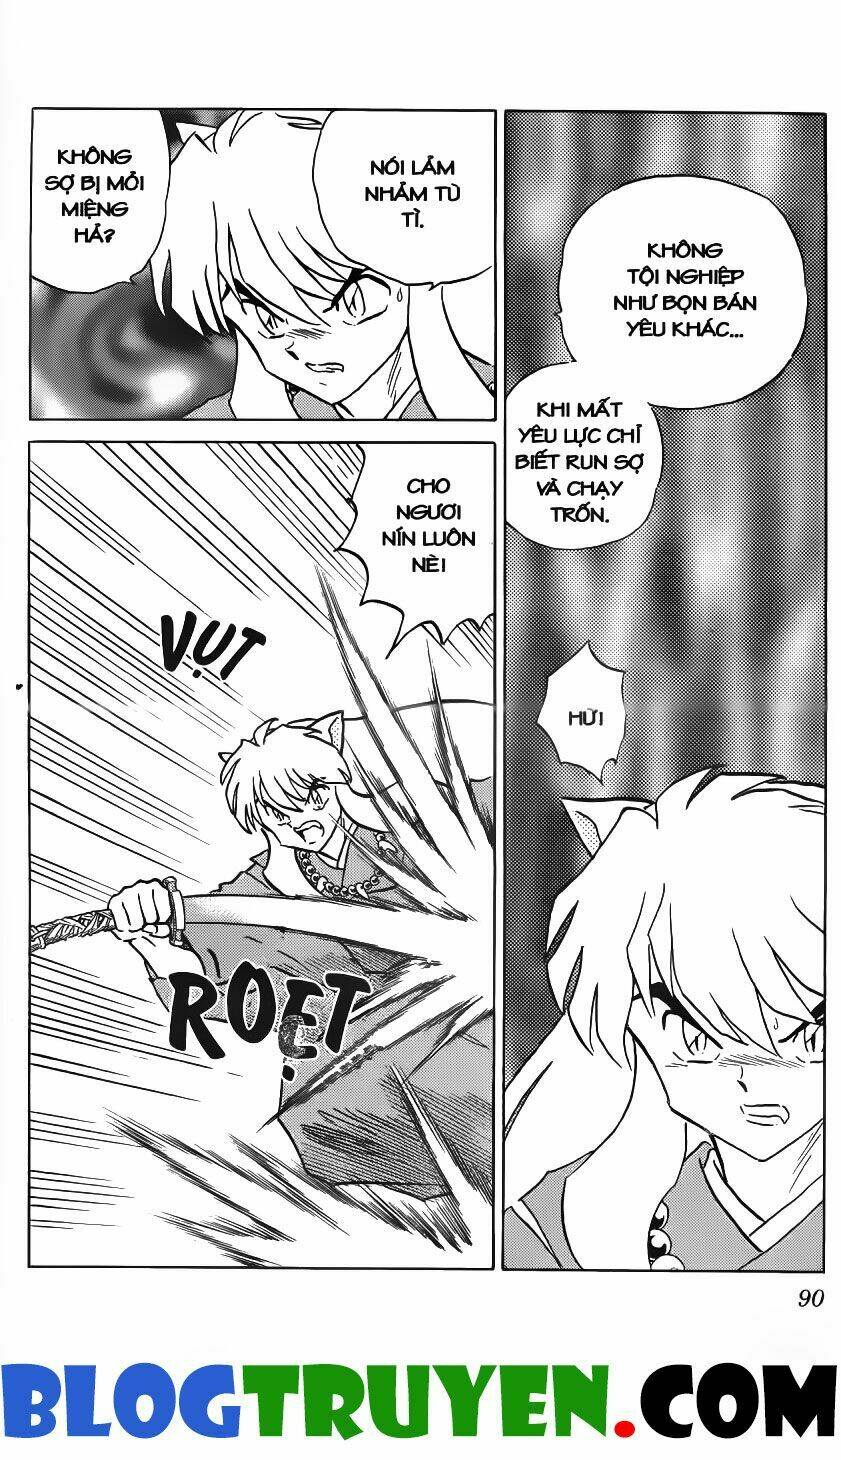 KHÔNG
TỘI NGHIỆP
NHƯ BỌN BÁN
YÊU KHÁC...
KHI MẤT
YÊU LỰC CHỈ
BIẾT RUN SỢ
VÀ CHẠY
TRỐN.
HỪ!
NÓI LẢM
NHẢM TÙ
TÌ.
KHÔNG
SỢ BỊ MỎI
MIỆNG
HẢ?
CHO
NGƯƠI
NÍN LUÔN
NÈ!
VỤT
ROẸT
90
BLOGTRUYEN.COM